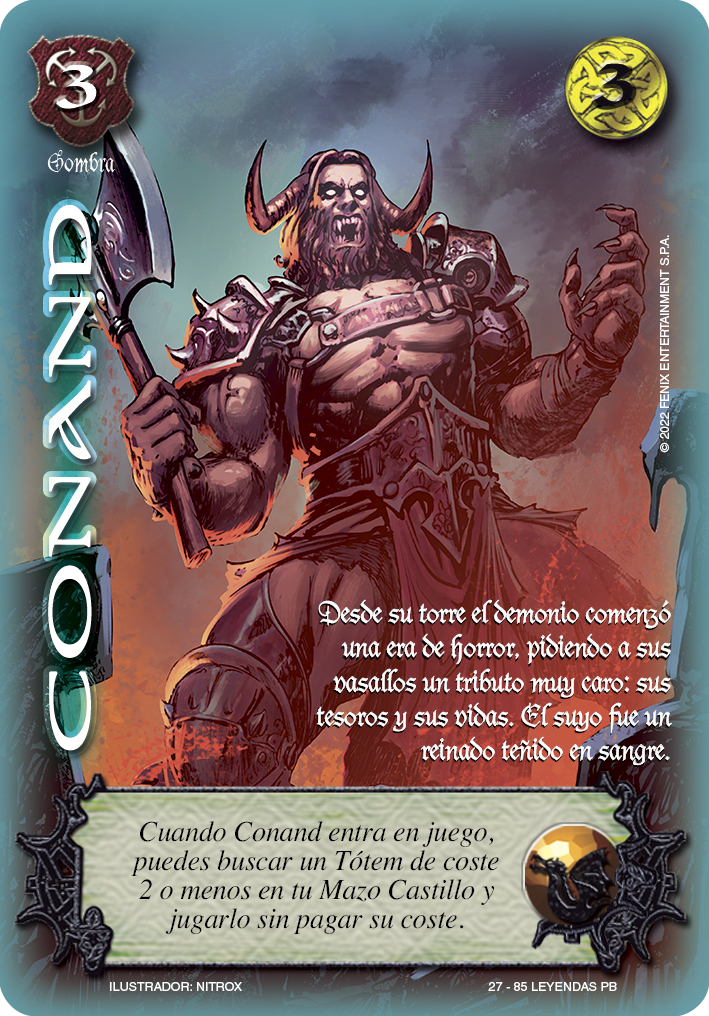 3
3
Sombra
CONAND
© 2022 FENIX ENTERTAINMENT S.P.A.
Desde su torre el demonio comenzó
una era de horror, pidiendo a sus
vasallos un tributo muy caro: sus
tesoros y sus vidas. El suyo fue un
reinado teñido en sangre.
Cuando Conand entra en juego,
puedes buscar un Tótem de coste
2 o menos en tu Mazo Castillo y
jugarlo sin pagar su coste.
ILUSTRADOR: NITROX
27 - 85 LEYENDAS PB